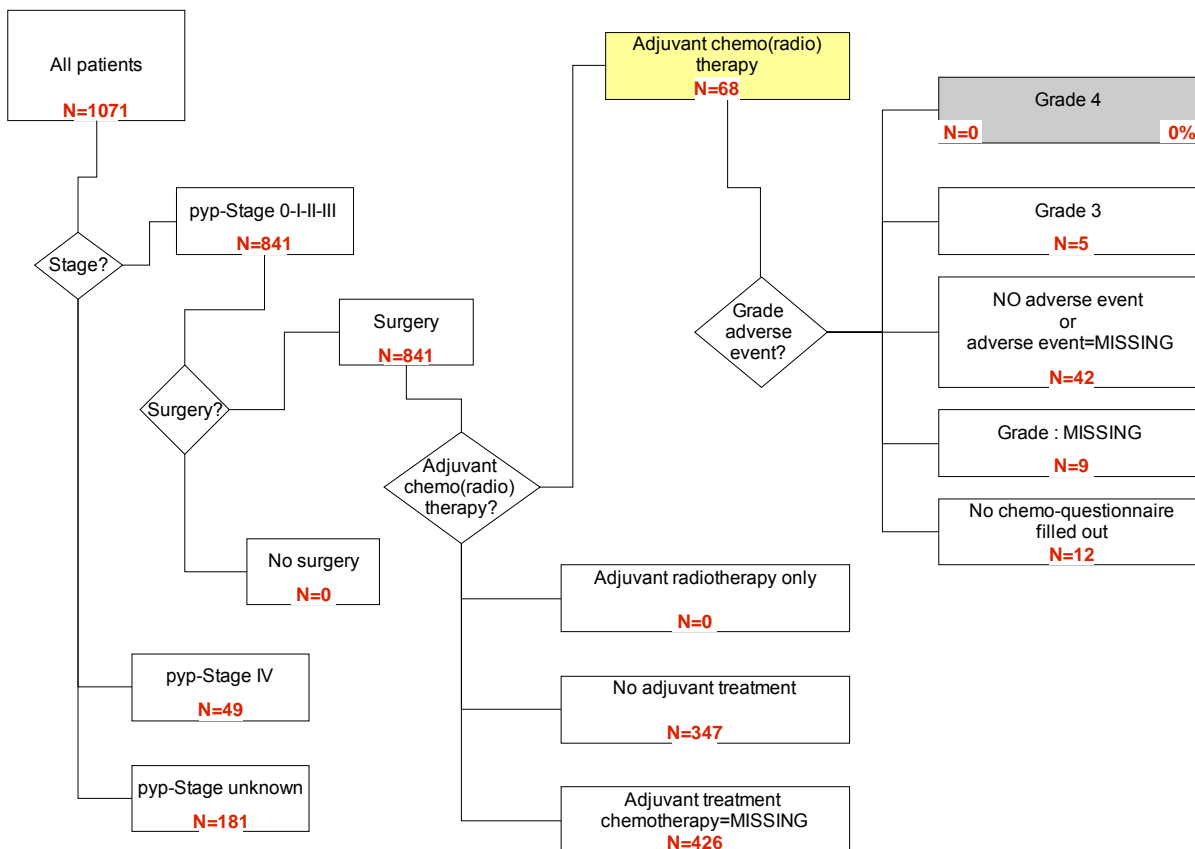 All patients
N=1071
Stage?
pyp-Stage 0-I-II-III
N=841
Surgery?
Surgery
N=841
No surgery
N=0
pyp-Stage IV
N=49
pyp-Stage unknown
N=181
Adjuvant
chemo(radio)
therapy?
Adjuvant chemo(radio)
therapy
N=68
Adjuvant radiotherapy only
N=0
No adjuvant treatment
N=347
Adjuvant treatment
chemotherapy=MISSING
N=426
Grade
adverse
event?
Grade 4
N=0 0%
Grade 3
N=5
NO adverse event
or
adverse event=MISSING
N=42
Grade : MISSING
N=9
No chemo-questionnaire
filled out
N=12